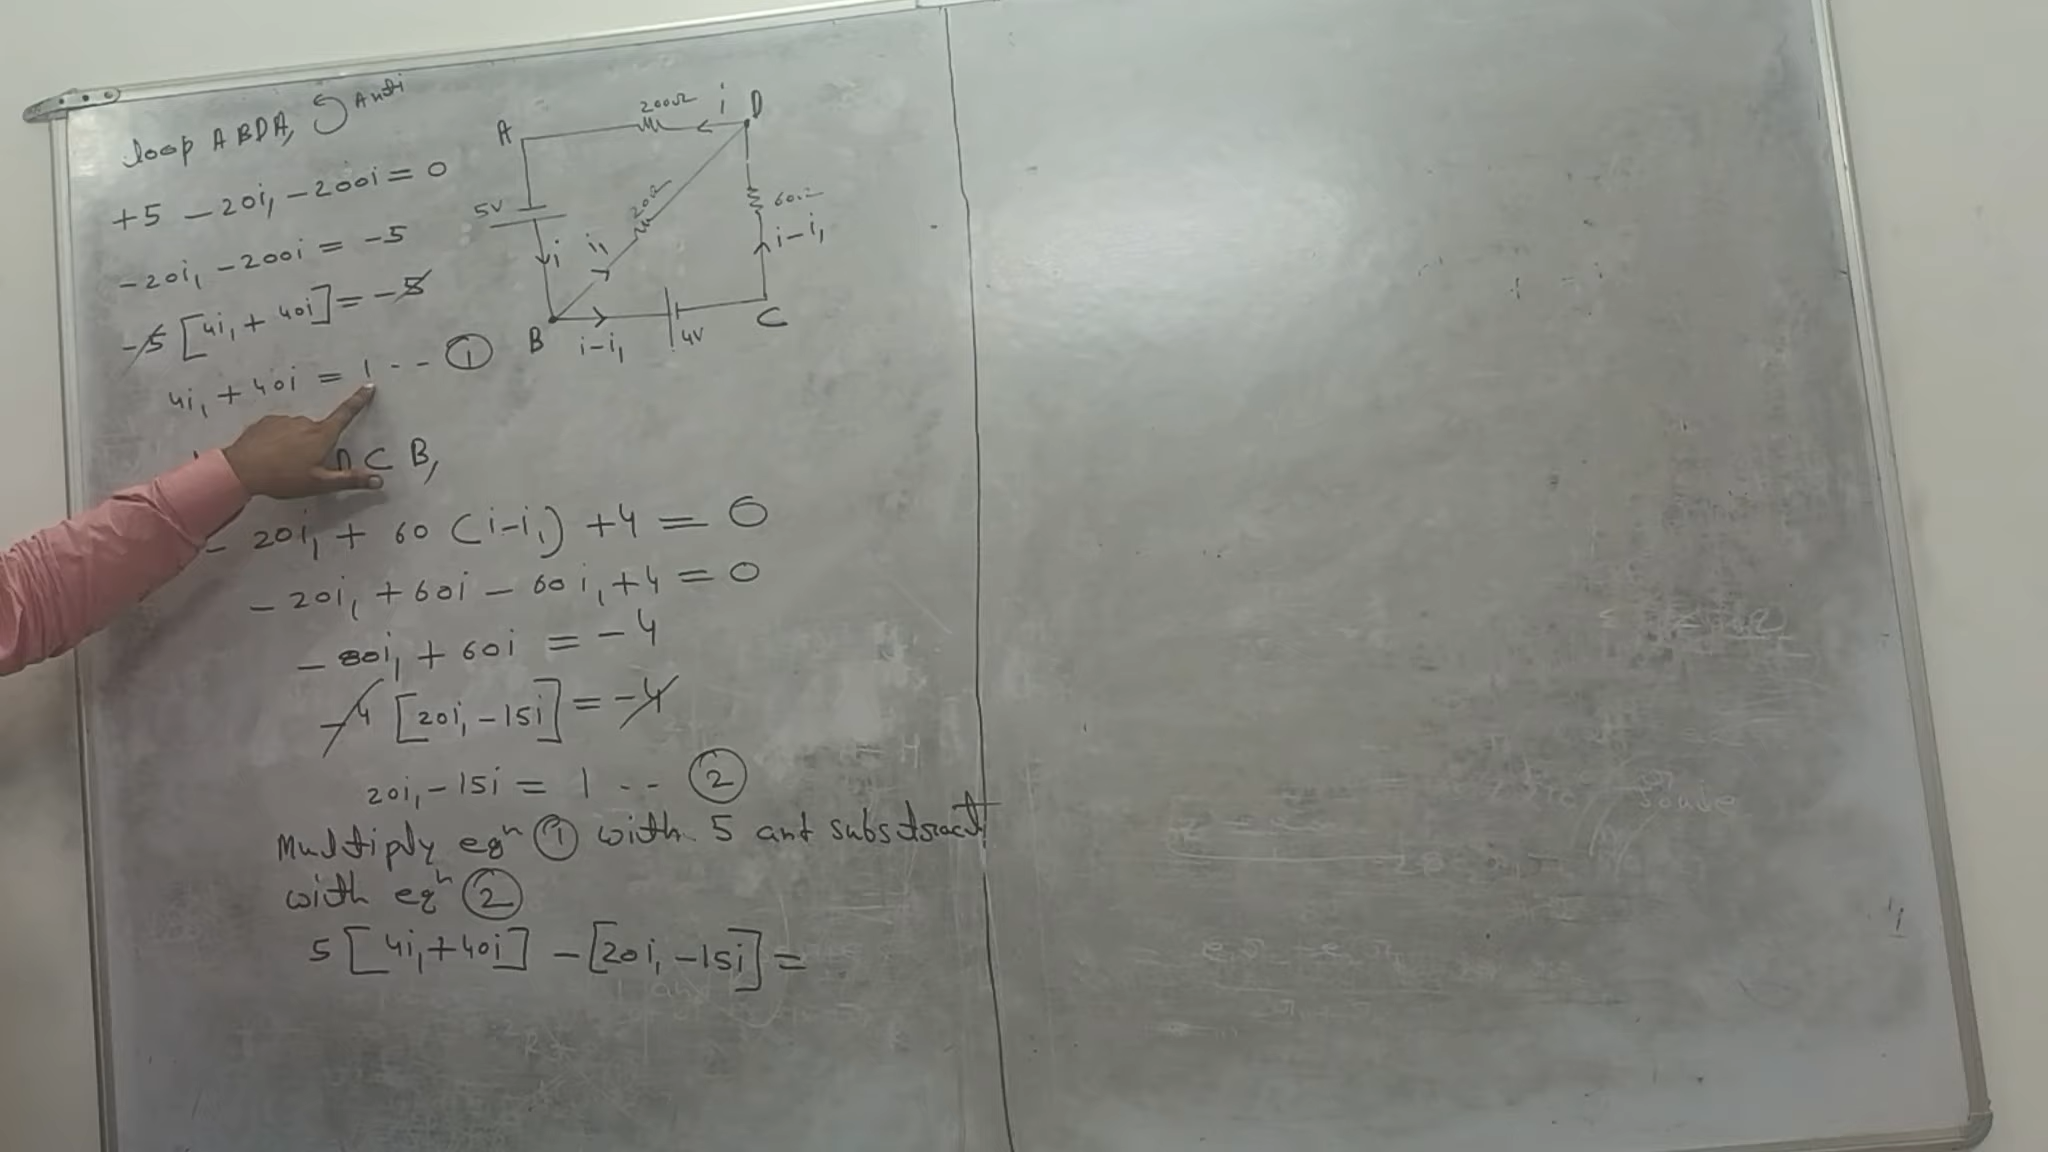 loop ABDA, Anti
+5 - 20i₁ - 200i = 0
-20i₁ - 200i = -5
-5 [4i₁ + 40i] = -5
4i₁ + 40i = 1 -- ①
DCB,
- 20i₁ + 60 (i-i₁) + 4 = 0
- 20i₁ + 60i - 60i₁ + 4 = 0
- 80i₁ + 60i = - 4
-4 [20i₁ - 15i] = -4
20i₁ - 15i = 1 -- ②
Multiply eqⁿ ① with 5 and substract
with eqⁿ ②
5 [4i₁ + 40i] - [20i₁ - 15i] =
A
200Ω
i
D
5V
20Ω
60Ω
i
i₁
i-i₁
B
i-i₁
4V
C